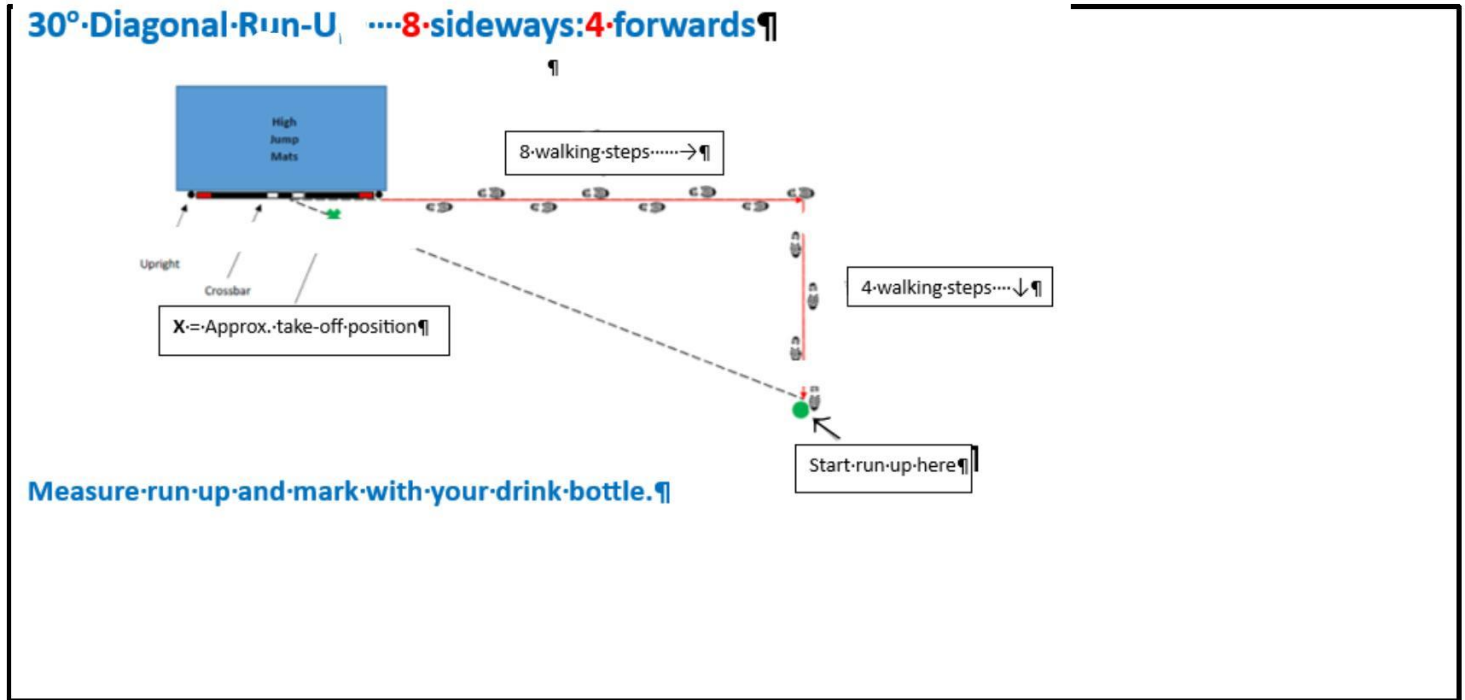 30°·Diagonal·Run-U ····8·sideways:4·forwards¶
¶
High
Jump
Mats
8·walking·steps······→¶
Upright
Crossbar
4·walking·steps····↓¶
X·=·Approx.·take-off·position¶
Start·run·up·here¶
Measure·run·up·and·mark·with·your·drink·bottle.¶